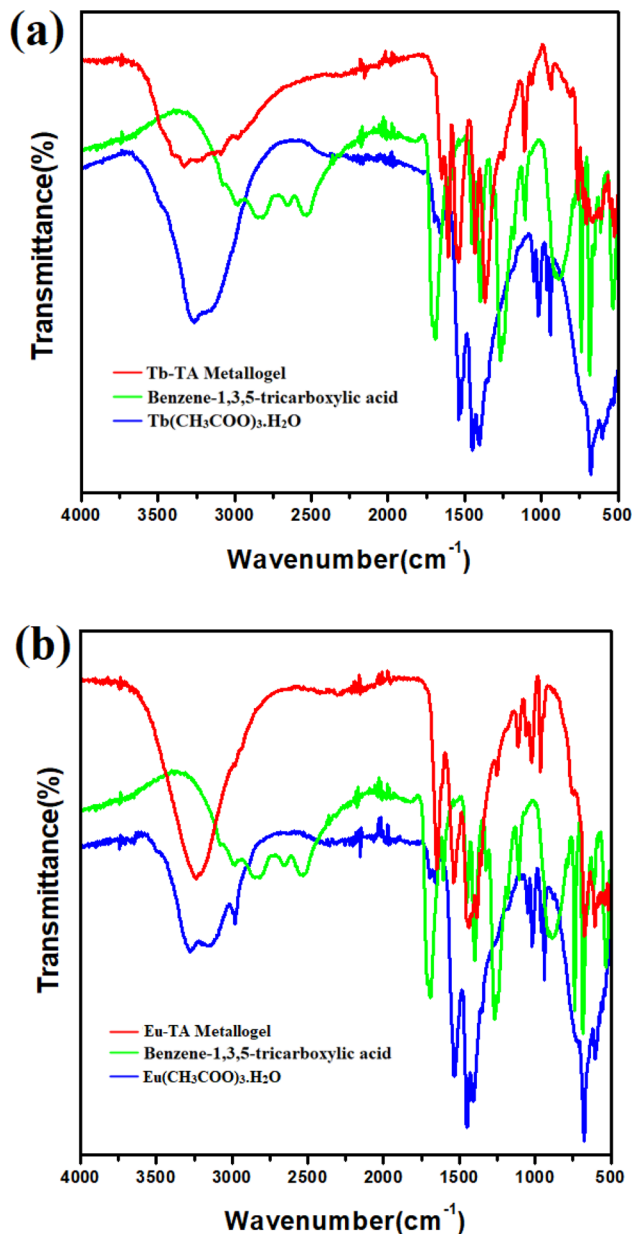 (a)
Transmittance(%)
Tb-TA Metallogel
Benzene-1,3,5-tricarboxylic acid
Tb(CH₃COO)₃.H₂O
4000 3500 3000 2500 2000 1500 1000 500
Wavenumber(cm⁻¹)
(b)
Transmittance(%)
Eu-TA Metallogel
Benzene-1,3,5-tricarboxylic acid
Eu(CH₃COO)₃.H₂O
4000 3500 3000 2500 2000 1500 1000 500
Wavenumber(cm⁻¹)